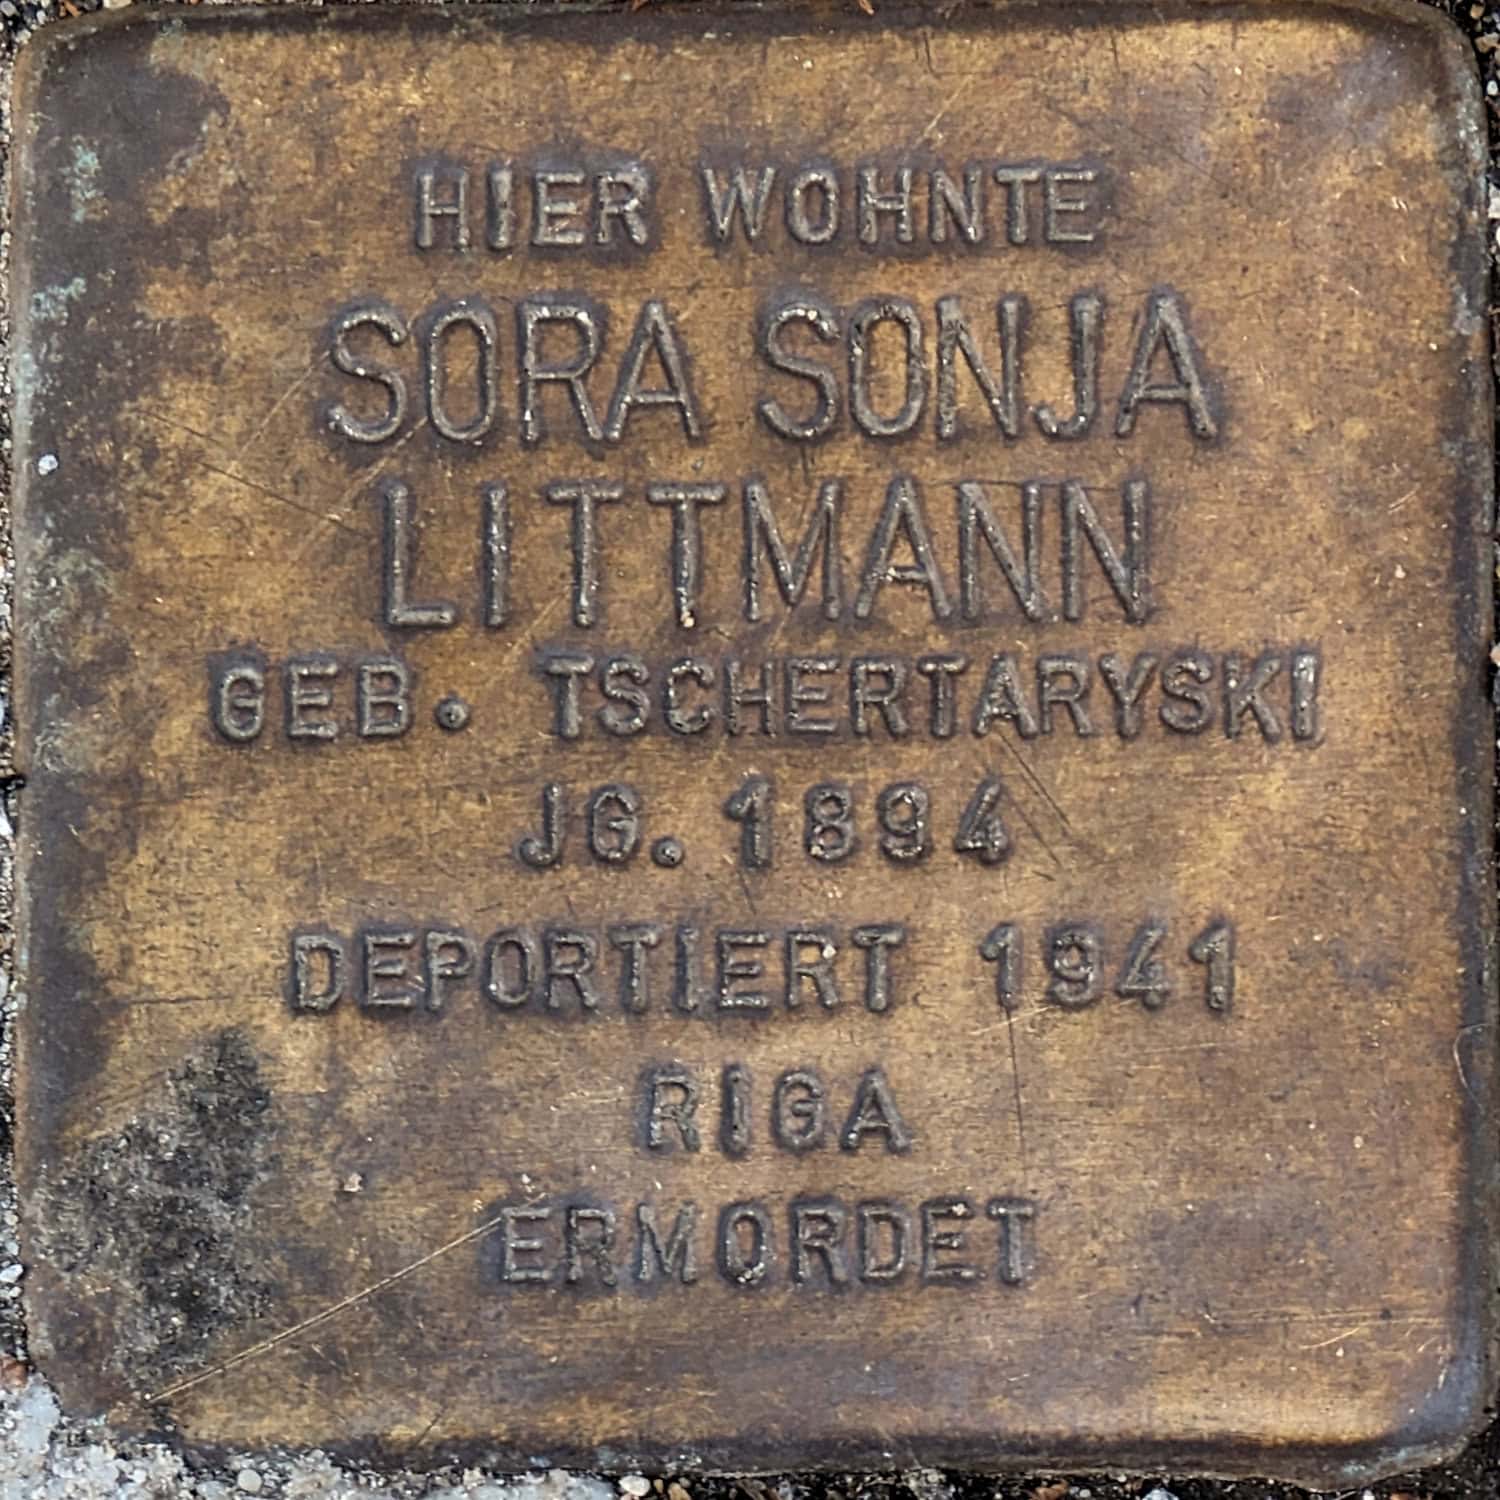 HIER WOHNTE
SORA SONJA
LITTMANN
GEB. TSCHERTARYSKI
JG. 1894
DEPORTIERT 1941
RIGA
ERMORDET